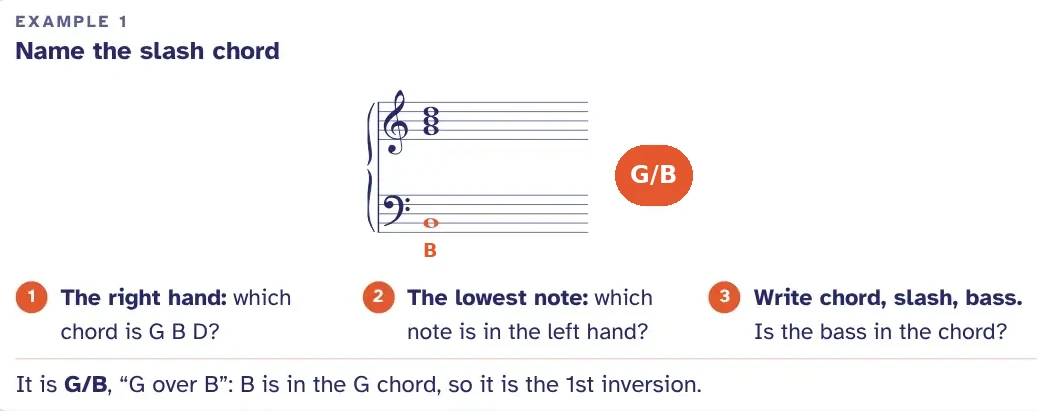 EXAMPLE 1
Name the slash chord
G/B
B
1 The right hand: which
chord is G B D?
2 The lowest note: which
note is in the left hand?
3 Write chord, slash, bass.
Is the bass in the chord?
It is G/B, “G over B”: B is in the G chord, so it is the 1st inversion.